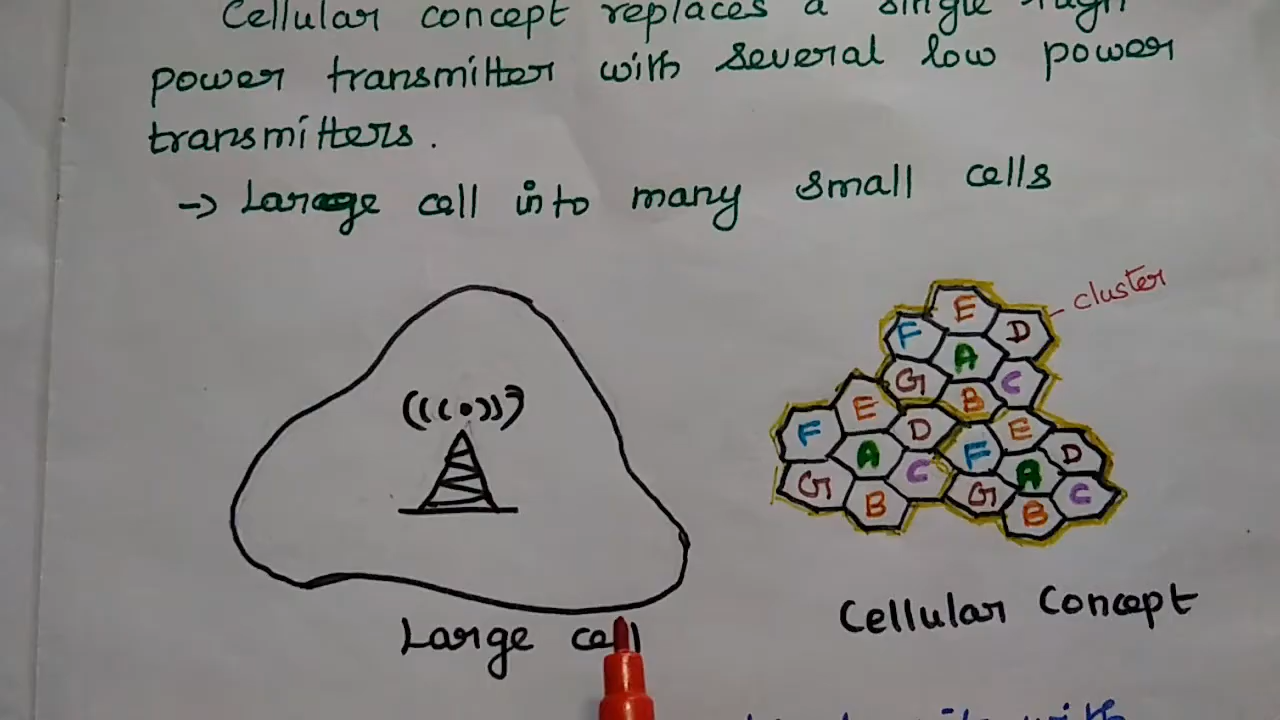 Cellular concept replaces a single high
power transmitter with several low power
transmitters.
→ Large cell into many small cells
cluster
E
F D
A
G C
B
E E
F D F D
A A
G C G C
B B
(((•)))
Large cell
Cellular Concept
with